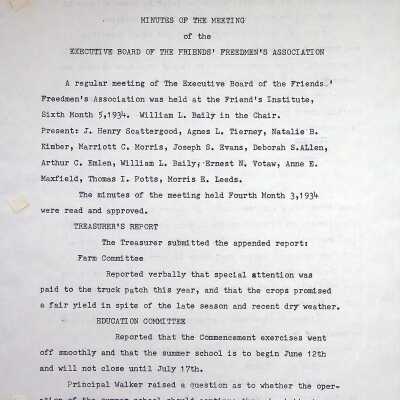 MINUTES OF THE MEETING
of the
EXECUTIVE BOARD OF THE FRIENDS' FREEDMEN'S ASSOCIATION
A regular meeting of The Executive Board of the Friends '
Freedmen's Association was held at the Friend's Institute,
Sixth Month 5,1934. William L. Baily in the Chair.
Present: J. Henry Scattergood, Agnes L. Tierney, Natalie B.
Kimber, Marriott C. Morris, Joseph S. Evans, Deborah S.Allen,
Arthur C. Emlen, William L. Baily, Ernest N. Votaw, Anne E.
Maxfield, Thomas I. Potts, Morris E. Leeds.
The minutes of the meeting held Fourth Month 3,1934
were read and approved.
TREASURER'S REPORT
The Treasurer submitted the appended report:
Farm Committee
Reported verbally that special attention was
paid to the truck patch this year, and that the crops promised
a fair yield in spite of the late season and recent dry weather.
EDUCATION COMMITTEE
Reported that the Commencement exercises went
off smoothly and that the summer school is to begin June 12th
and will not close until July 17th.
Principal Walker raised a question as to whether the oper-
ation of the summer school should